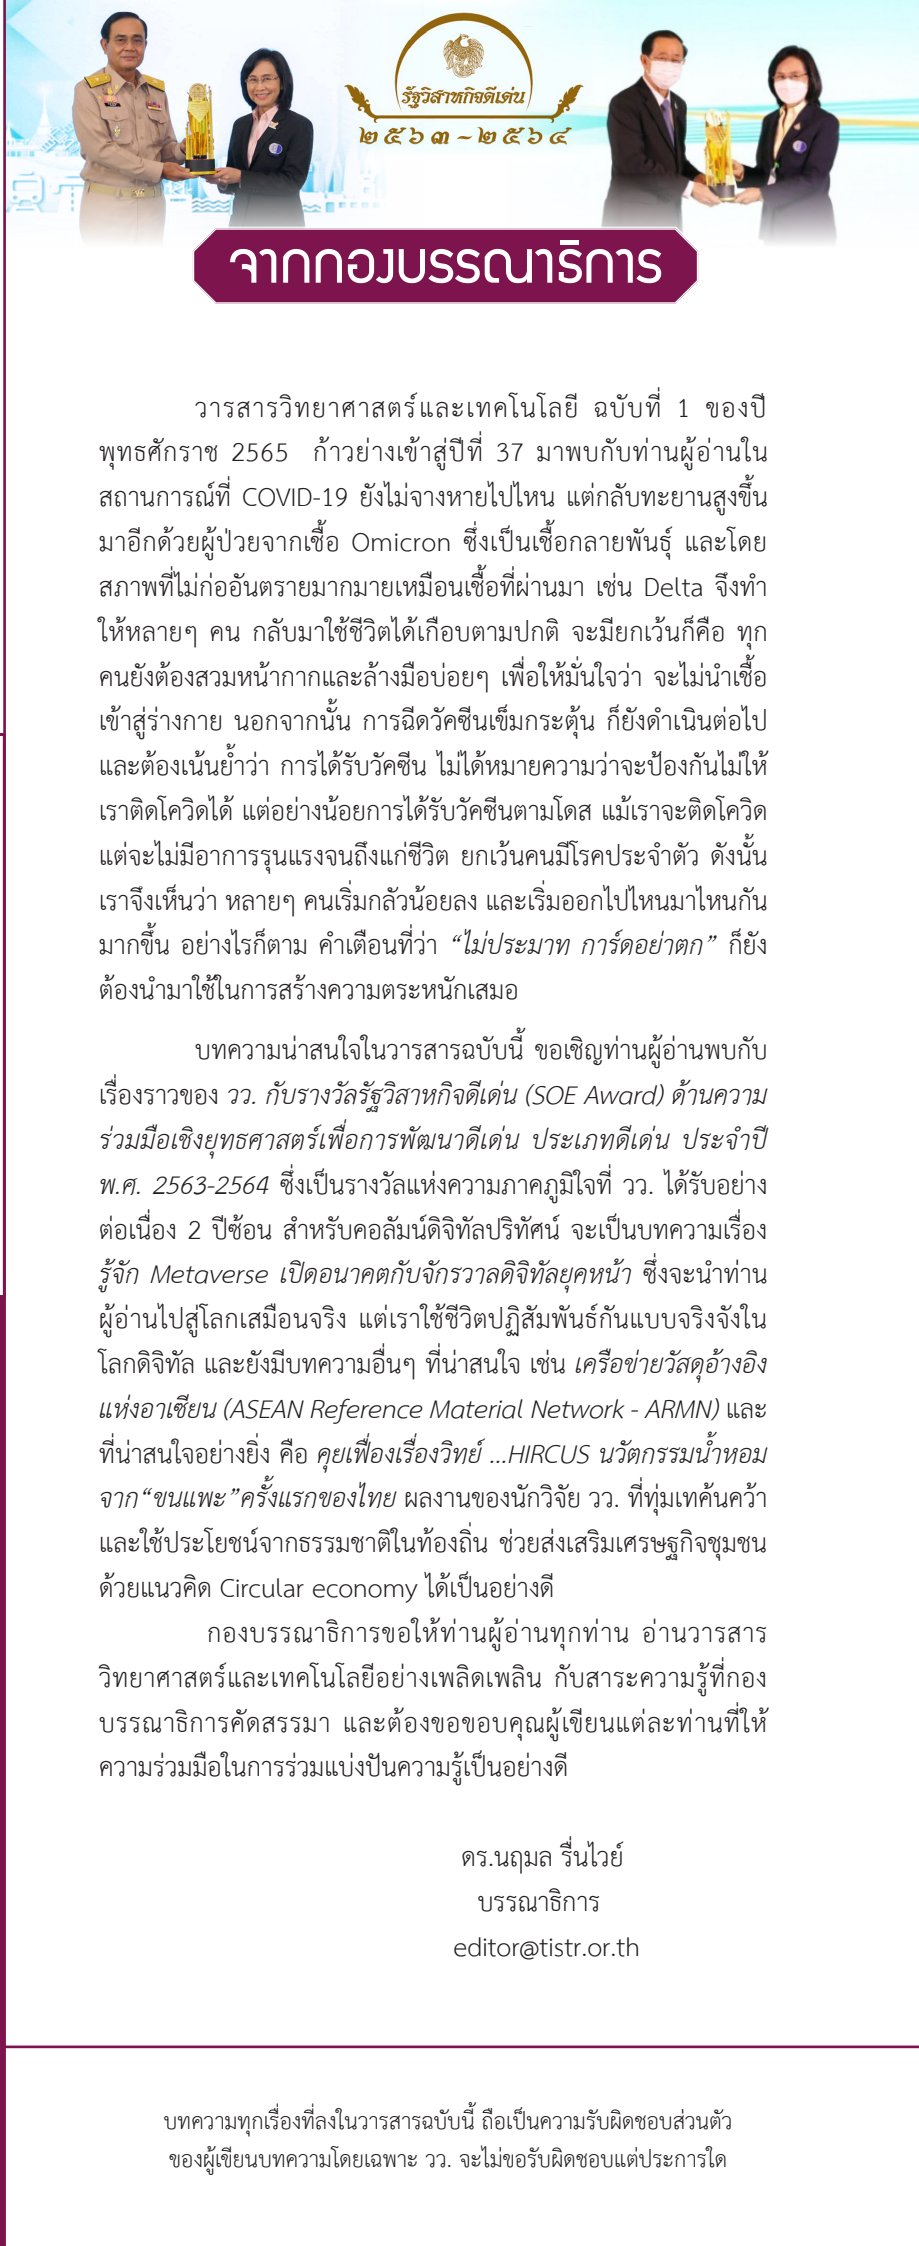 รัฐวิสาหกิจดีเด่น
๒๕๖๓ - ๒๕๖๔
จากกองบรรณาธิการ
วารสารวิทยาศาสตร์และเทคโนโลยี ฉบับที่ 1 ของปี
พุทธศักราช 2565 ก้าวย่างเข้าสู่ปีที่ 37 มาพบกับท่านผู้อ่านใน
สถานการณ์ที่ COVID-19 ยังไม่จางหายไปไหน แต่กลับทะยานสูงขึ้น
มาอีกด้วยผู้ป่วยจากเชื้อ Omicron ซึ่งเป็นเชื้อกลายพันธุ์ และโดย
สภาพที่ไม่ก่ออันตรายมากมายเหมือนเชื้อที่ผ่านมา เช่น Delta จึงทำ
ให้หลายๆ คน กลับมาใช้ชีวิตได้เกือบตามปกติ จะมียกเว้นก็คือ ทุก
คนยังต้องสวมหน้ากากและล้างมือบ่อยๆ เพื่อให้มั่นใจว่า จะไม่นำเชื้อ
เข้าสู่ร่างกาย นอกจากนั้น การฉีดวัคซีนเข็มกระตุ้น ก็ยังดำเนินต่อไป
และต้องเน้นย้ำว่า การได้รับวัคซีน ไม่ได้หมายความว่าจะป้องกันไม่ให้
เราติดโควิดได้ แต่อย่างน้อยการได้รับวัคซีนตามโดส แม้เราจะติดโควิด
แต่จะไม่มีอาการรุนแรงจนถึงแก่ชีวิต ยกเว้นคนมีโรคประจำตัว ดังนั้น
เราจึงเห็นว่า หลายๆ คนเริ่มกลัวน้อยลง และเริ่มออกไปไหนมาไหนกัน
มากขึ้น อย่างไรก็ตาม คำเตือนที่ว่า “ไม่ประมาท การ์ดอย่าตก” ก็ยัง
ต้องนำมาใช้ในการสร้างความตระหนักเสมอ
บทความน่าสนใจในวารสารฉบับนี้ ขอเชิญท่านผู้อ่านพบกับ
เรื่องราวของ วว. กับรางวัลรัฐวิสาหกิจดีเด่น (SOE Award) ด้านความ
ร่วมมือเชิงยุทธศาสตร์เพื่อการพัฒนาดีเด่น ประเภทดีเด่น ประจำปี
พ.ศ. 2563-2564 ซึ่งเป็นรางวัลแห่งความภาคภูมิใจที่ วว. ได้รับอย่าง
ต่อเนื่อง 2 ปีซ้อน สำหรับคอลัมน์ดิจิทัลปริทัศน์ จะเป็นบทความเรื่อง
รู้จัก Metaverse เปิดอนาคตกับจักรวาลดิจิทัลยุคหน้า ซึ่งจะนำท่าน
ผู้อ่านไปสู่โลกเสมือนจริง แต่เราใช้ชีวิตปฏิสัมพันธ์กันแบบจริงจังใน
โลกดิจิทัล และยังมีบทความอื่นๆ ที่น่าสนใจ เช่น เครือข่ายวัสดุอ้างอิง
แห่งอาเซียน (ASEAN Reference Material Network - ARMN) และ
ที่น่าสนใจอย่างยิ่ง คือ คุยเฟื่องเรื่องวิทย์ ...HIRCUS นวัตกรรมน้ำหอม
จาก“ขนแพะ”ครั้งแรกของไทย ผลงานของนักวิจัย วว. ที่ทุ่มเทค้นคว้า
และใช้ประโยชน์จากธรรมชาติในท้องถิ่น ช่วยส่งเสริมเศรษฐกิจชุมชน
ด้วยแนวคิด Circular economy ได้เป็นอย่างดี
กองบรรณาธิการขอให้ท่านผู้อ่านทุกท่าน อ่านวารสาร
วิทยาศาสตร์และเทคโนโลยีอย่างเพลิดเพลิน กับสาระความรู้ที่กอง
บรรณาธิการคัดสรรมา และต้องขอขอบคุณผู้เขียนแต่ละท่านที่ให้
ความร่วมมือในการร่วมแบ่งปันความรู้เป็นอย่างดี
ดร.นฤมล รื่นไวย์
บรรณาธิการ
editor@tistr.or.th
บทความทุกเรื่องที่ลงในวารสารฉบับนี้ ถือเป็นความรับผิดชอบส่วนตัว
ของผู้เขียนบทความโดยเฉพาะ วว. จะไม่ขอรับผิดชอบแต่ประการใด